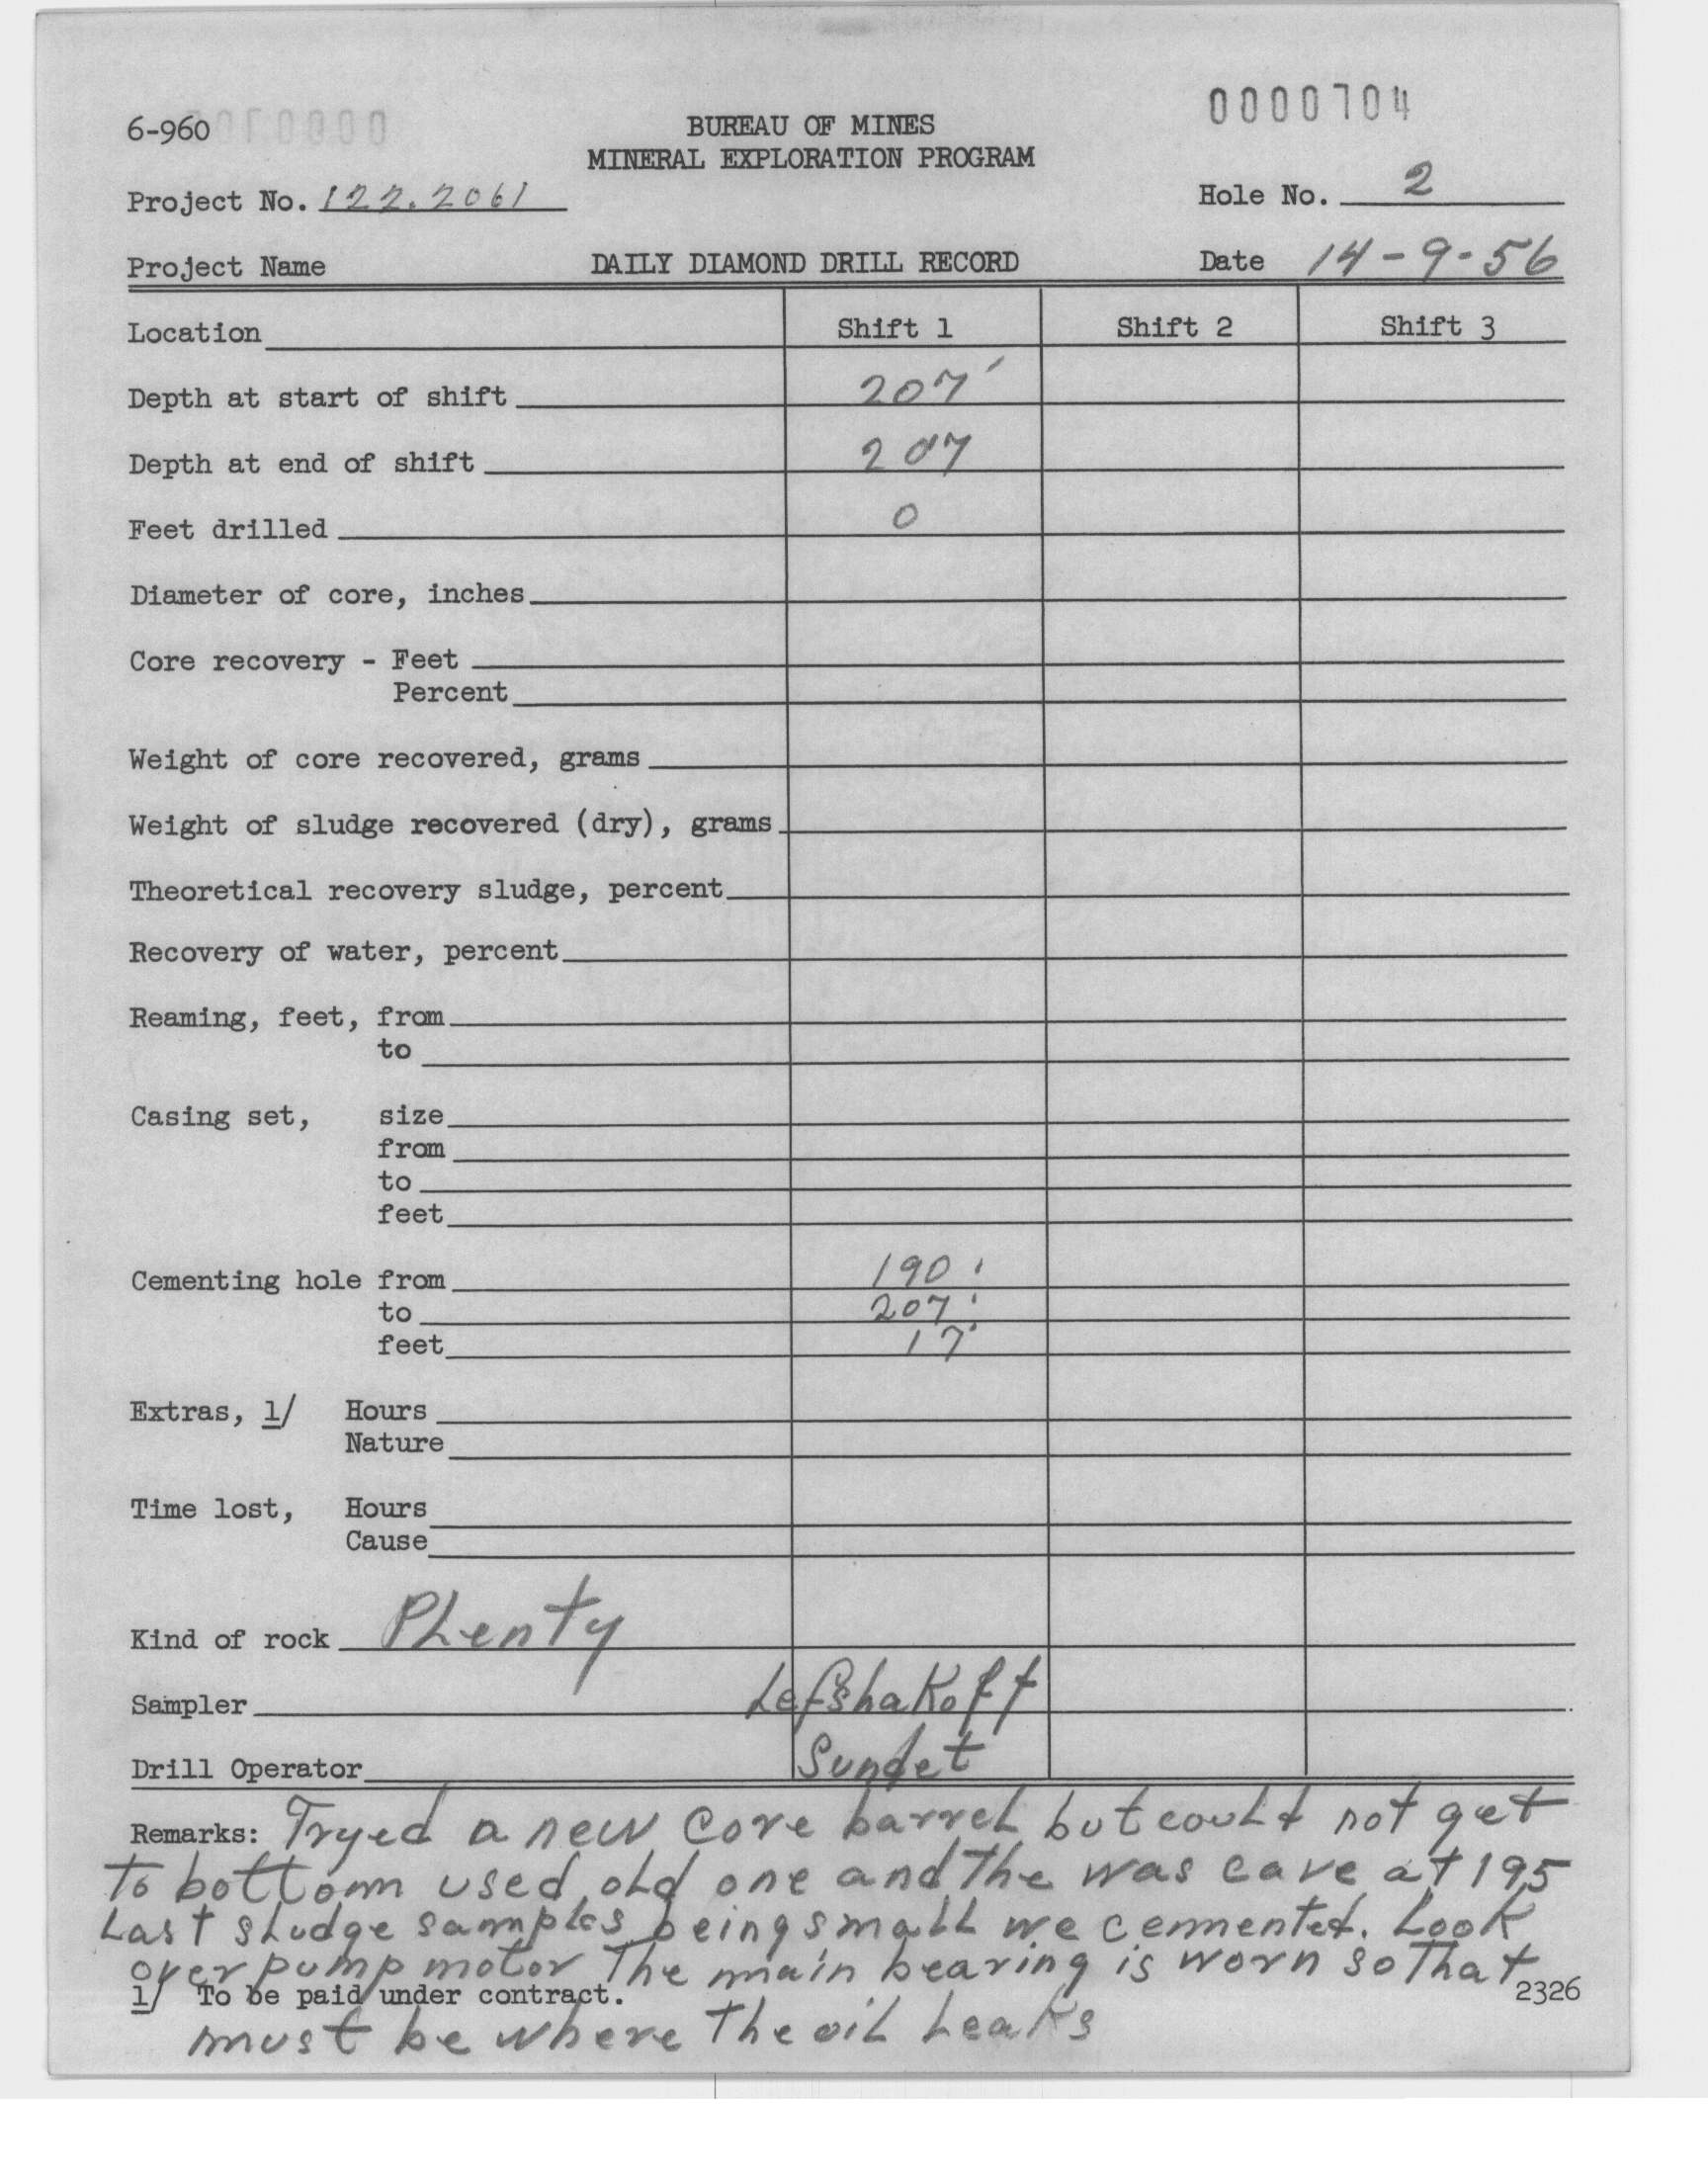 0000704
6-960
BUREAU OF MINES
MINERAL EXPLORATION PROGRAM
Project No. 122.2061
Hole No. 2
Project Name
DAILY DIAMOND DRILL RECORD
Date 14-9-56
Location Shift 1 Shift 2 Shift 3
Depth at start of shift 207'
Depth at end of shift 207
Feet drilled 0
Diameter of core, inches
Core recovery - Feet
Percent
Weight of core recovered, grams
Weight of sludge recovered (dry), grams
Theoretical recovery sludge, percent
Recovery of water, percent
Reaming, feet, from
to
Casing set, size
from
to
feet
Cementing hole from 190'
to 207'
feet 17'
Extras, 1/ Hours
Nature
Time lost, Hours
Cause
Kind of rock PLenty
Sampler Lefshakoff
Drill Operator Sundet
Remarks: Tryed a new core barreL but couLd not get
To bottom used oLd one and The was cave at 195
Last sLudge sampLes being smaLL we cemented. Look
over pump motor The main bearing is worn so That
1/ To be paid under contract.
2326
must be where The oiL Leaks